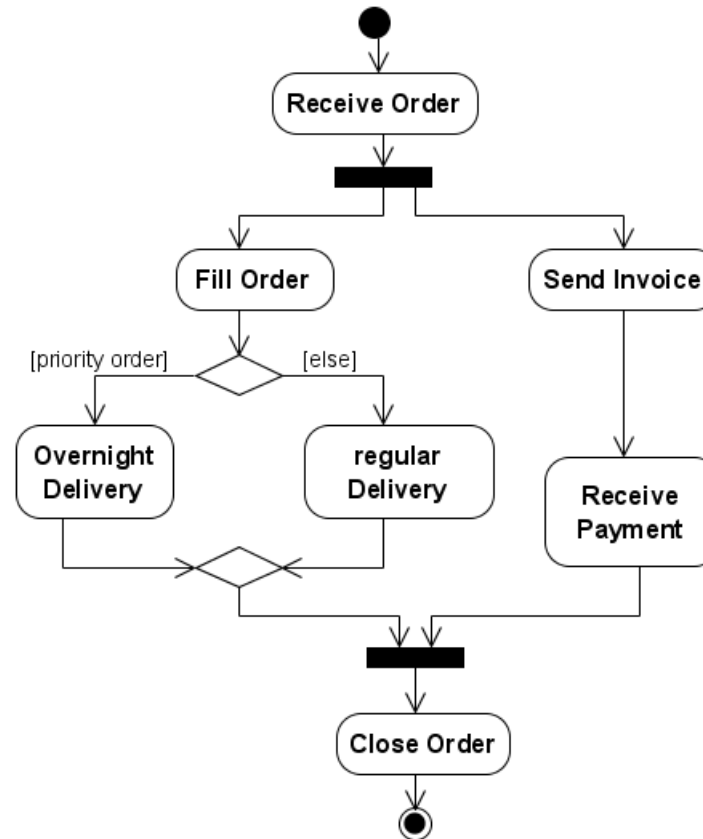 Receive Order
Fill Order
Send Invoice
[priority order]
[else]
Overnight
Delivery
regular
Delivery
Receive
Payment
Close Order